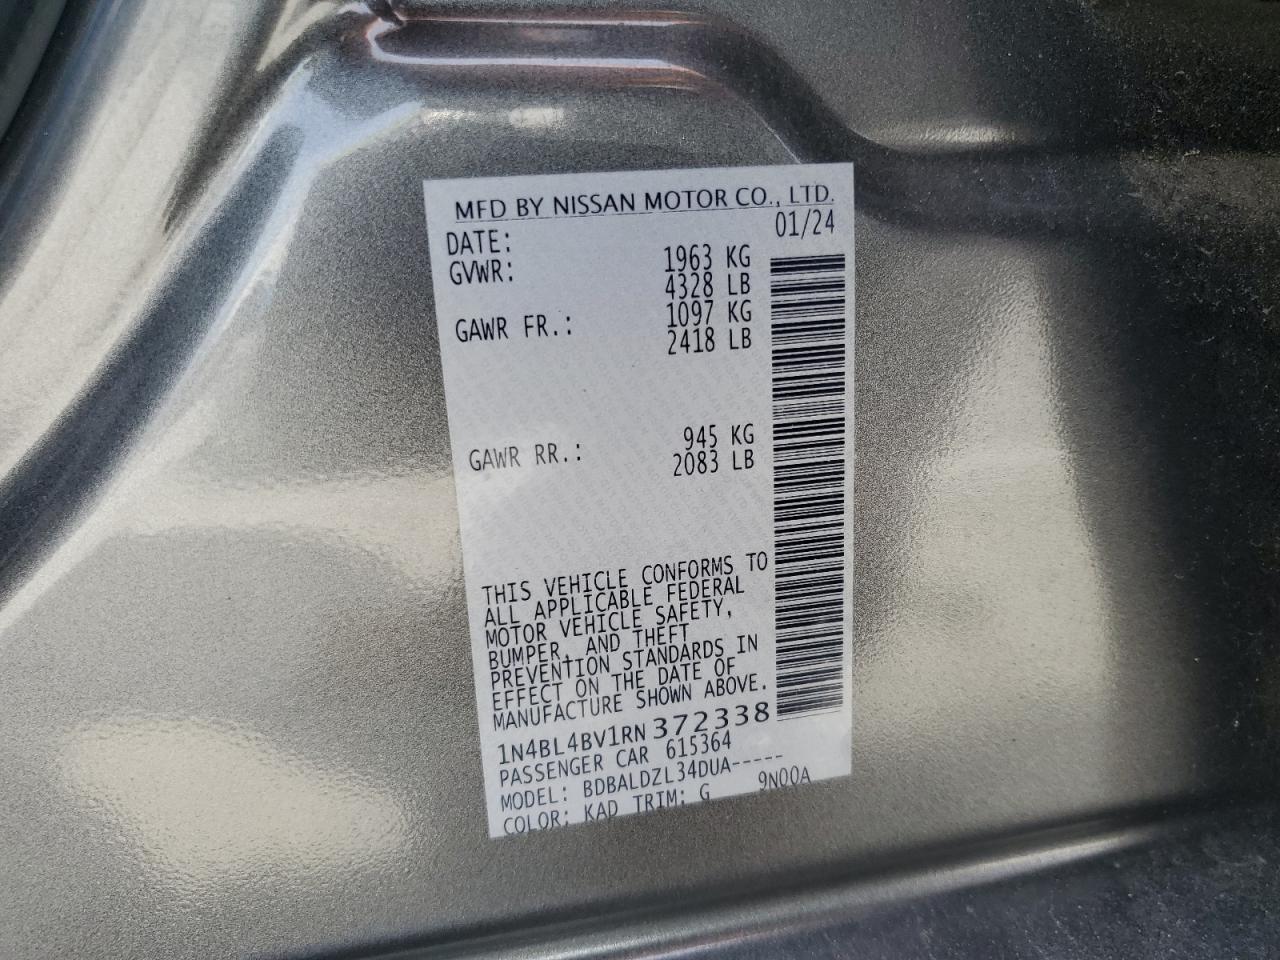 MFD BY NISSAN MOTOR CO., LTD.
DATE: 01/24
GVWR: 1963 KG
4328 LB
GAWR FR.: 1097 KG
2418 LB
GAWR RR.: 945 KG
2083 LB
THIS VEHICLE CONFORMS TO
ALL APPLICABLE FEDERAL
MOTOR VEHICLE SAFETY,
BUMPER, AND THEFT
PREVENTION STANDARDS IN
EFFECT ON THE DATE OF
MANUFACTURE SHOWN ABOVE.
1N4BL4BV1RN372338
PASSENGER CAR 615364
MODEL: BDBALDZL34DUA-----
COLOR: KAD TRIM: G 9N00A